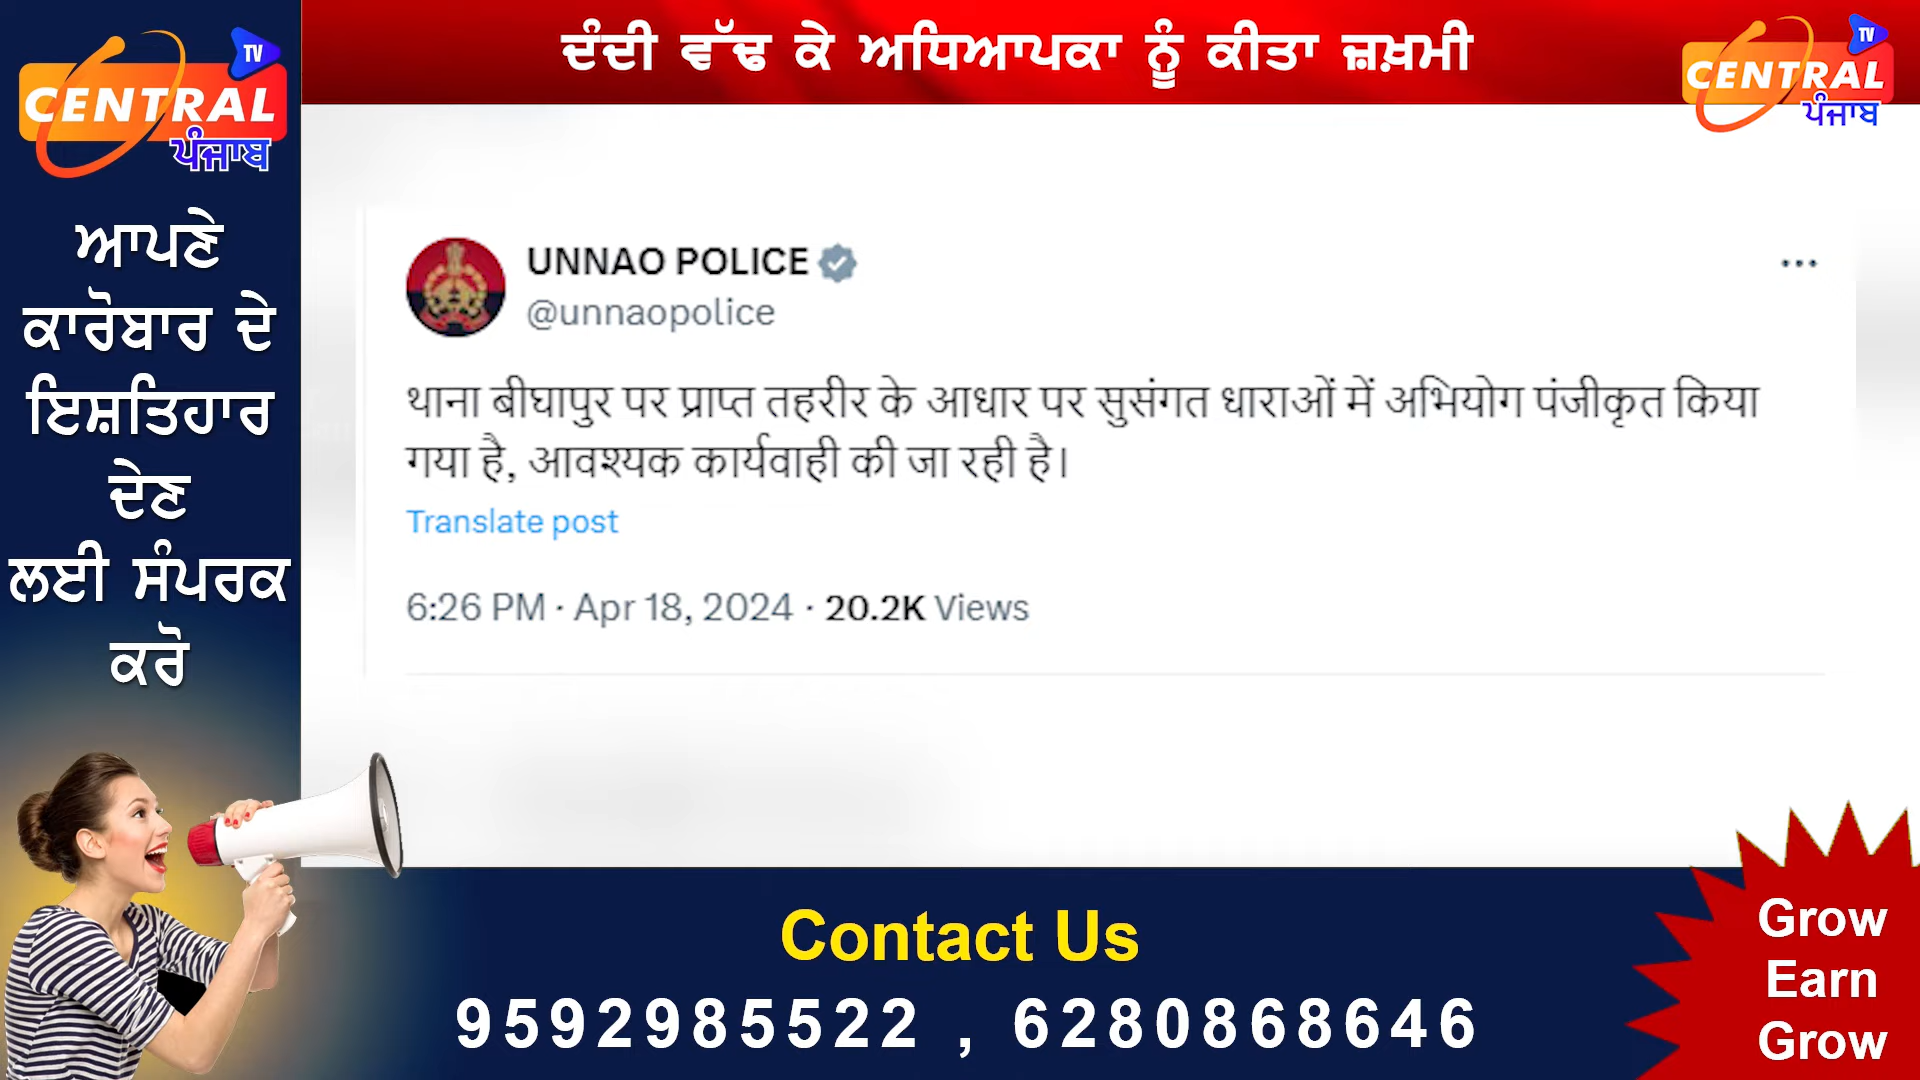 TV
CENTRAL
ਪੰਜਾਬ
ਆਪਣੇ
ਕਾਰੋਬਾਰ ਦੇ
ਇਸ਼ਤਿਹਾਰ
ਦੇਣ
ਲਈ ਸੰਪਰਕ
ਕਰੋ
ਦੰਦੀ ਵੱਢ ਕੇ ਅਧਿਆਪਕਾ ਨੂੰ ਕੀਤਾ ਜ਼ਖ਼ਮੀ
TV
CENTRAL
ਪੰਜਾਬ
UNNAO POLICE
@unnaopolice
थाना बीघापुर पर प्राप्त तहरीर के आधार पर सुसंगत धाराओं में अभियोग पंजीकृत किया
गया है, आवश्यक कार्यवाही की जा रही है।
Translate post
6:26 PM · Apr 18, 2024 · 20.2K Views
Contact Us
9592985522 , 6280868646
Grow
Earn
Grow